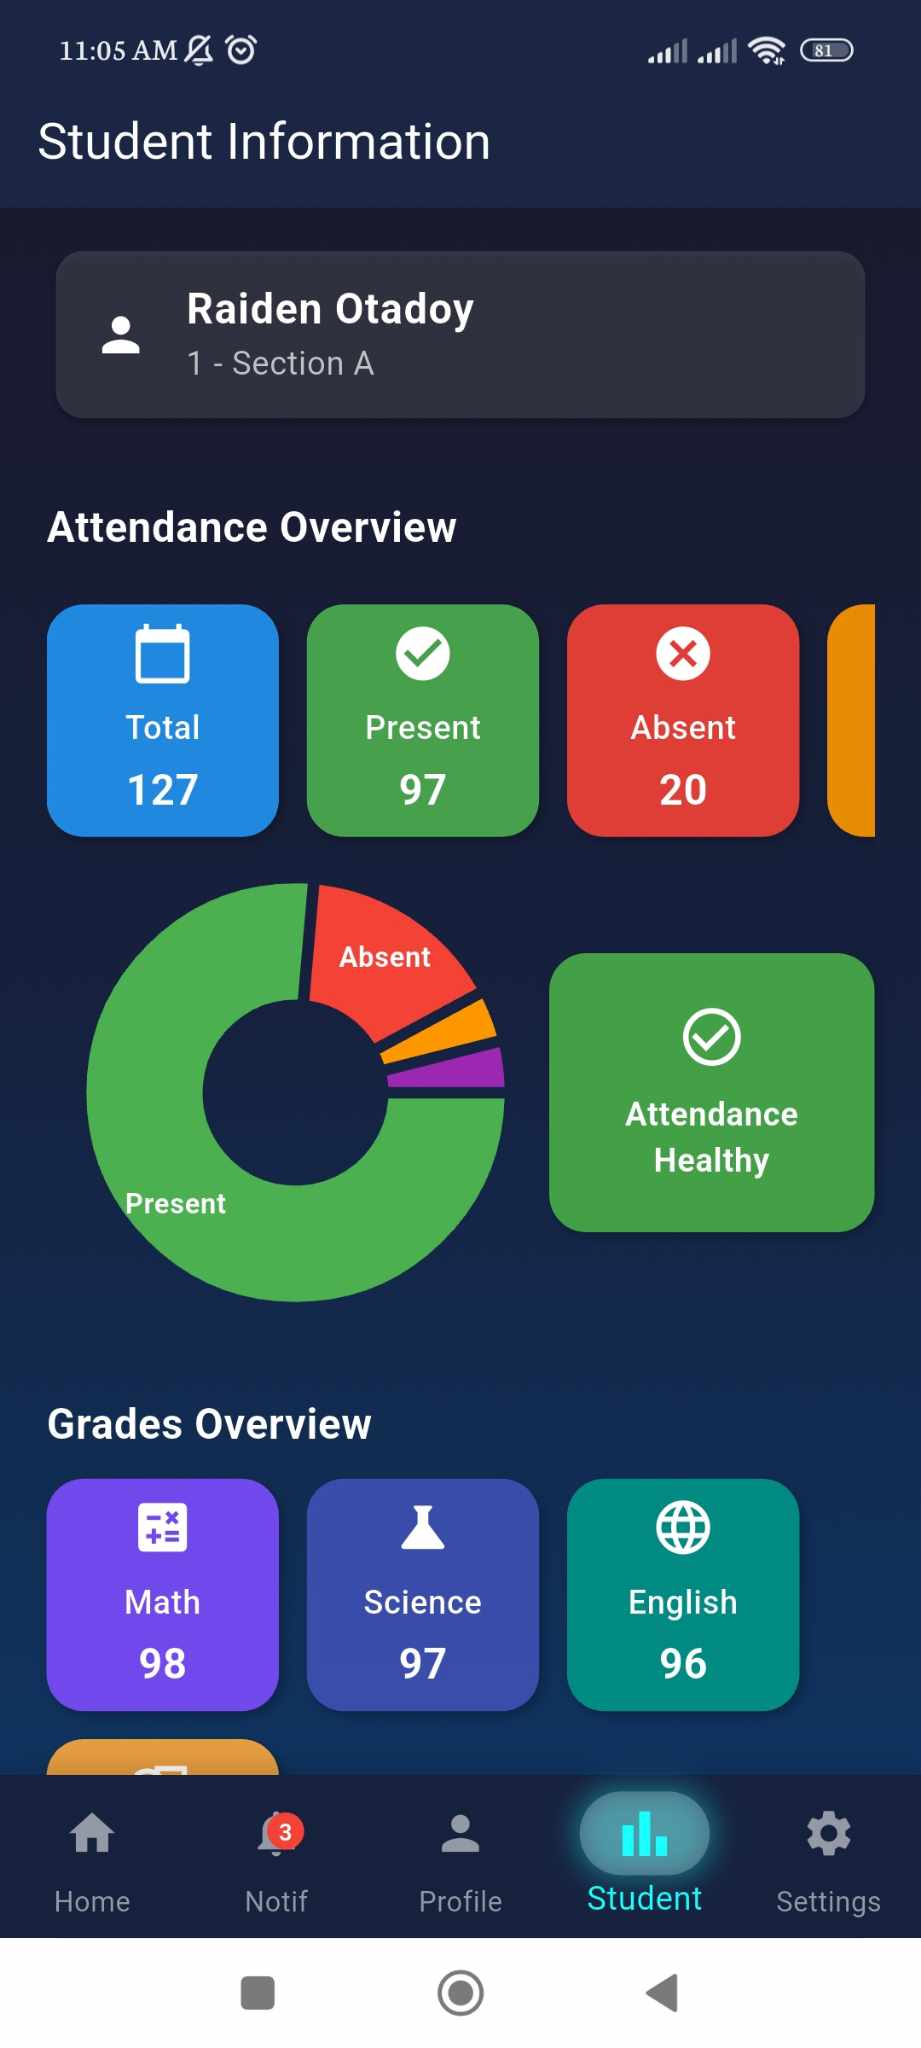 11:05 AM
81
Student Information
Raiden Otadoy
1 - Section A
Attendance Overview
Total
127
Present
97
Absent
20
Absent
Present
Attendance
Healthy
Grades Overview
Math
98
Science
97
English
96
3
Home
Notif
Profile
Student
Settings